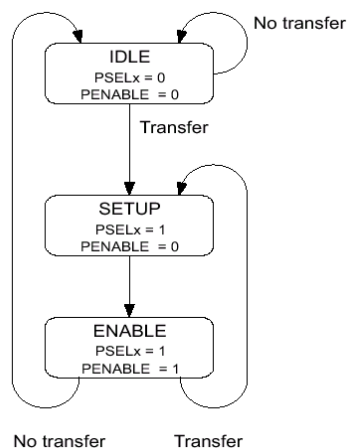 No transfer
IDLE
PSELx = 0
PENABLE = 0
Transfer
SETUP
PSELx = 1
PENABLE = 0
ENABLE
PSELx = 1
PENABLE = 1
No transfer
Transfer